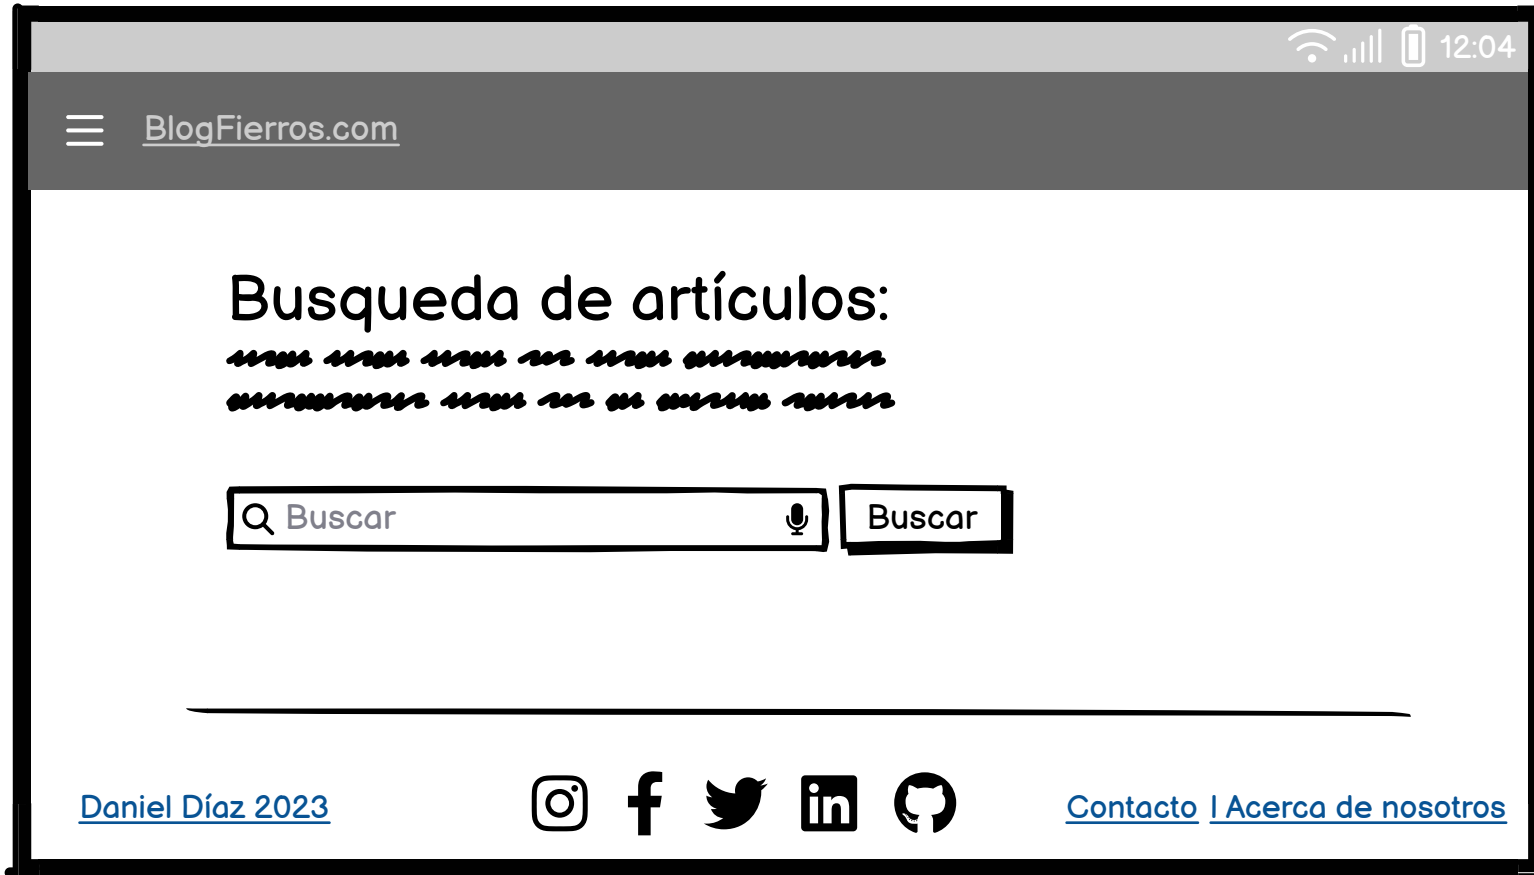 12:04
BlogFierros.com
Busqueda de artículos:
Buscar
Buscar
Daniel Díaz 2023
Contacto | Acerca de nosotros